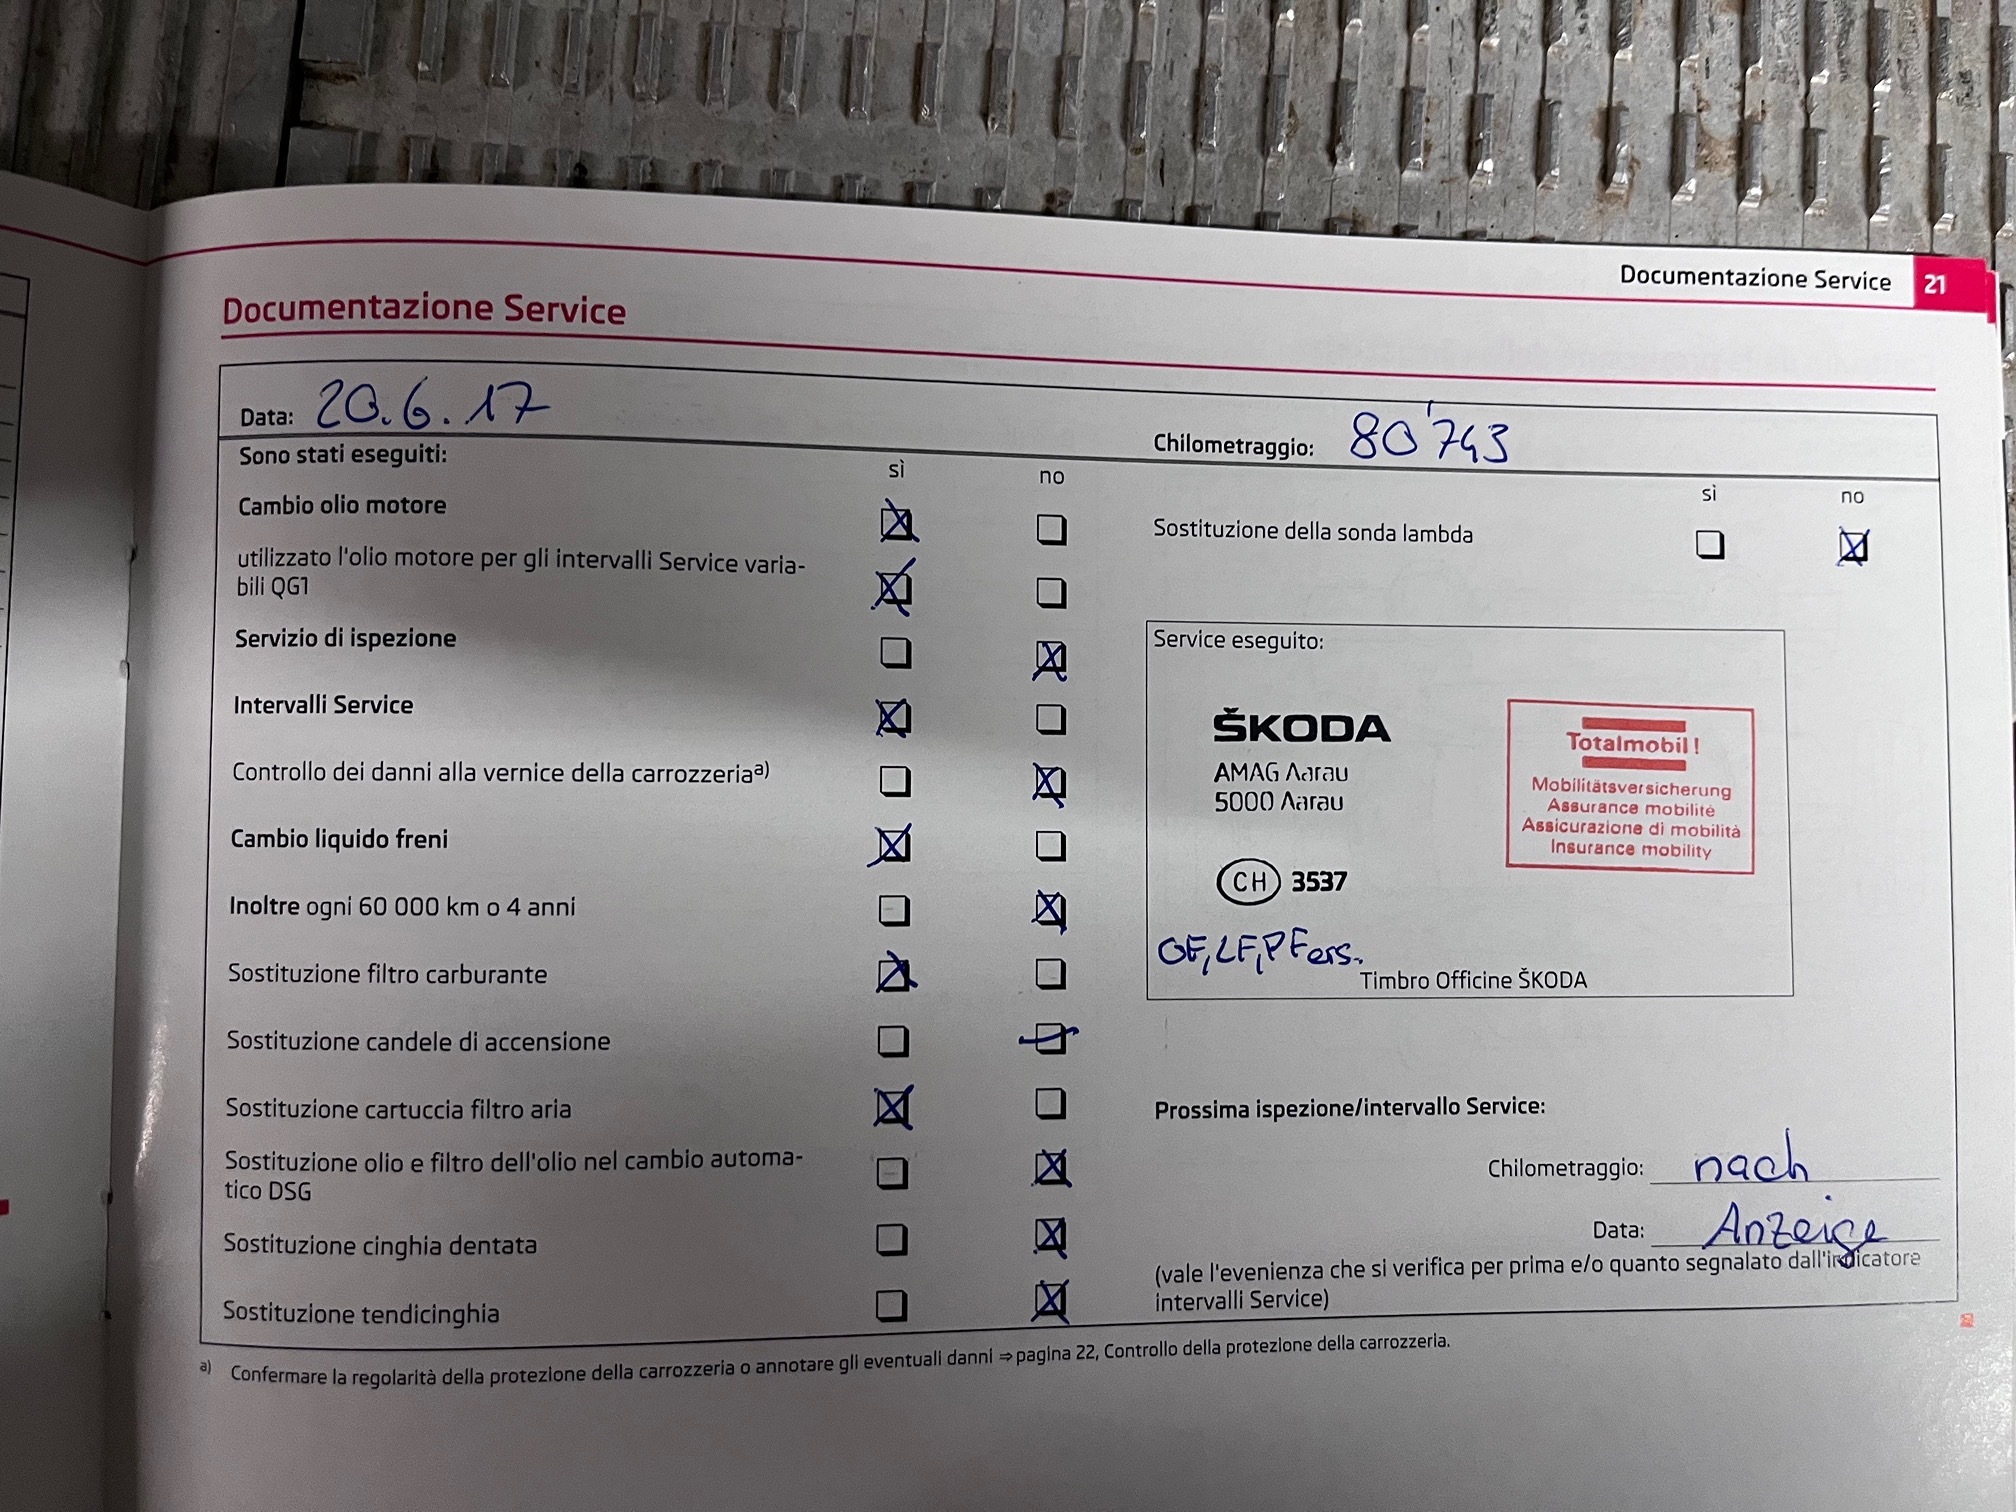 Documentazione Service 21
Documentazione Service
Data: 20.6.17
Chilometraggio: 80'743
Sono stati eseguiti:
sì no
Cambio olio motore
utilizzato l'olio motore per gli intervalli Service varia-
bili QG1
Servizio di ispezione
Intervalli Service
Controllo dei danni alla vernice della carrozzeriaa)
Cambio liquido freni
Inoltre ogni 60 000 km o 4 anni
Sostituzione filtro carburante
Sostituzione candele di accensione
Sostituzione cartuccia filtro aria
Sostituzione olio e filtro dell'olio nel cambio automa-
tico DSG
Sostituzione cinghia dentata
Sostituzione tendicinghia
sì no
Sostituzione della sonda lambda
Service eseguito:
ŠKODA
AMAG Aarau
5000 Aarau
CH 3537
Totalmobil!
Mobilitätsversicherung
Assurance mobilité
Assicurazione di mobilità
Insurance mobility
OF, LF, PF ers.
Timbro Officine ŠKODA
Prossima ispezione/intervallo Service:
Chilometraggio: nach
Data: Anzeige
(vale l'evenienza che si verifica per prima e/o quanto segnalato dall'indicatore
intervalli Service)
a) Confermare la regolarità della protezione della carrozzeria o annotare gli eventuali danni ⇒ pagina 22, Controllo della protezione della carrozzeria.